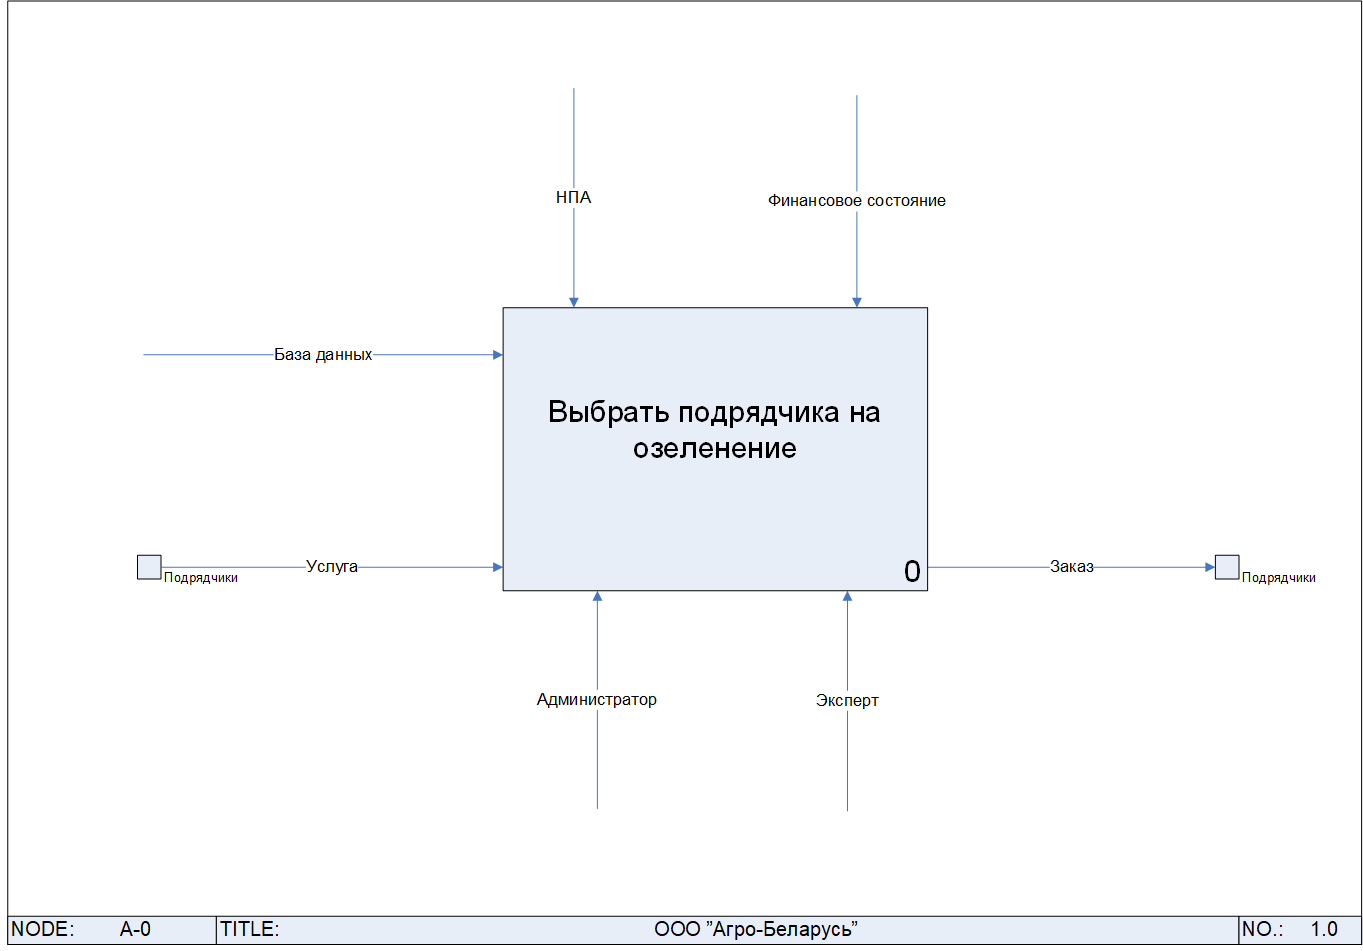 НПА
Финансовое состояние
База данных
Выбрать подрядчика на
озеленение
Услуга
Подрядчики
0
Заказ
Подрядчики
Администратор
Эксперт
NODE: A-0 TITLE: ООО "Агро-Беларусь" NO.: 1.0